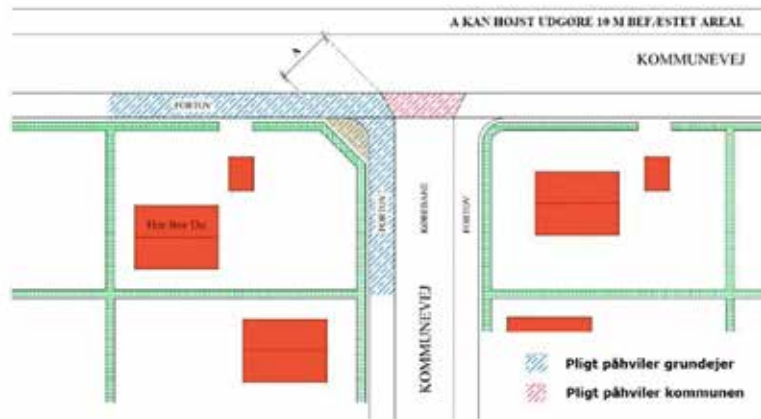 A KAN HØJST UDGØRE 10 M BEFÆSTET AREAL
KOMMUNEVEJ
A
FORTOV
Her Bor Du
FORTOV
KØREBANE
FORTOV
KOMMUNEVEJ
Pligt påhviler grundejer
Pligt påhviler kommunen